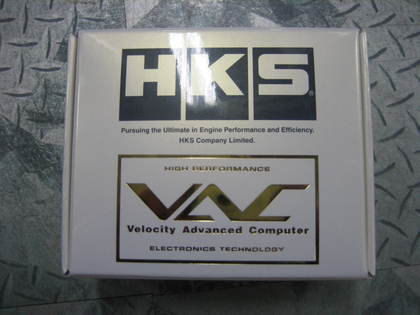 HKS®
Pursuing the Ultimate in Engine Performance and Efficiency.
HKS Company Limited.
HIGH PERFORMANCE
VAC
Velocity Advanced Computer
ELECTRONICS TECHNOLOGY